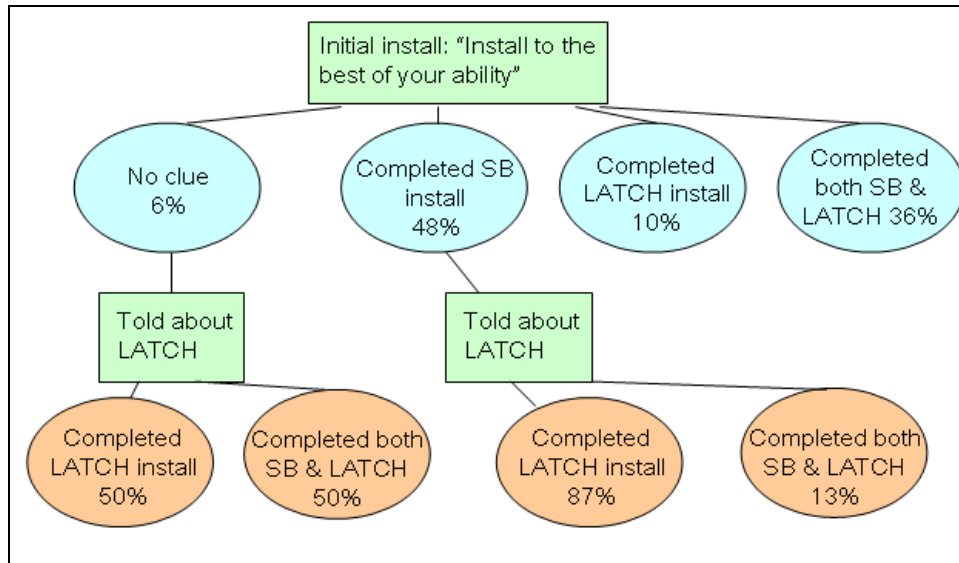 Initial install: “Install to the
best of your ability”
No clue
6%
Completed SB
install
48%
Completed
LATCH install
10%
Completed
both SB &
LATCH 36%
Told about
LATCH
Told about
LATCH
Completed
LATCH install
50%
Completed both
SB & LATCH
50%
Completed
LATCH install
87%
Completed both
SB & LATCH
13%